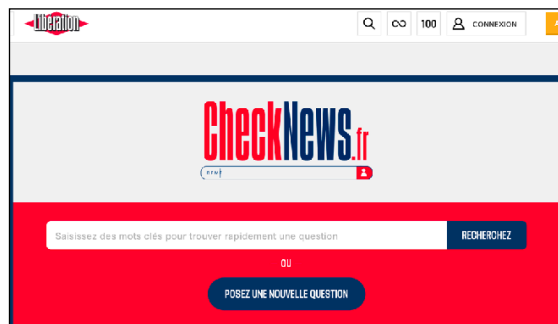 Libération
100
CONNEXION
CheckNews.fr
Saisissez des mots clés pour trouver rapidement une question
RECHERCHEZ
OU
POSEZ UNE NOUVELLE QUESTION